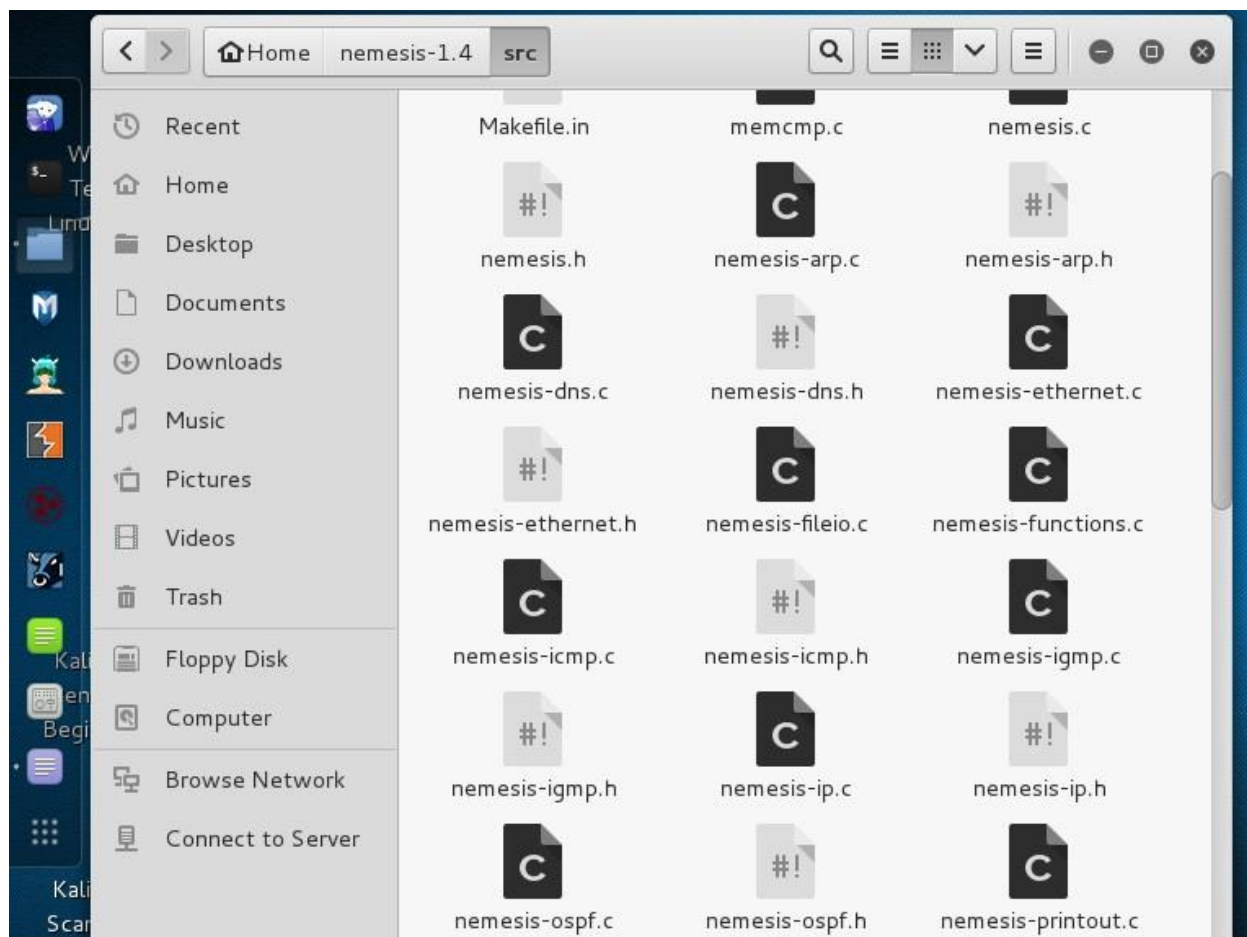 Home nemesis-1.4 src
Recent
Home
Desktop
Documents
Downloads
Music
Pictures
Videos
Trash
Floppy Disk
Computer
Browse Network
Connect to Server
Makefile.in memcmp.c nemesis.c
#! C #!
nemesis.h nemesis-arp.c nemesis-arp.h
C #! C
nemesis-dns.c nemesis-dns.h nemesis-ethernet.c
#! C C
nemesis-ethernet.h nemesis-fileio.c nemesis-functions.c
C #! C
nemesis-icmp.c nemesis-icmp.h nemesis-igmp.c
#! C #!
nemesis-igmp.h nemesis-ip.c nemesis-ip.h
C #! C
nemesis-ospf.c nemesis-ospf.h nemesis-printout.c
$_
W
Te
Linu
Kali
en
Begi
Kali
Scar